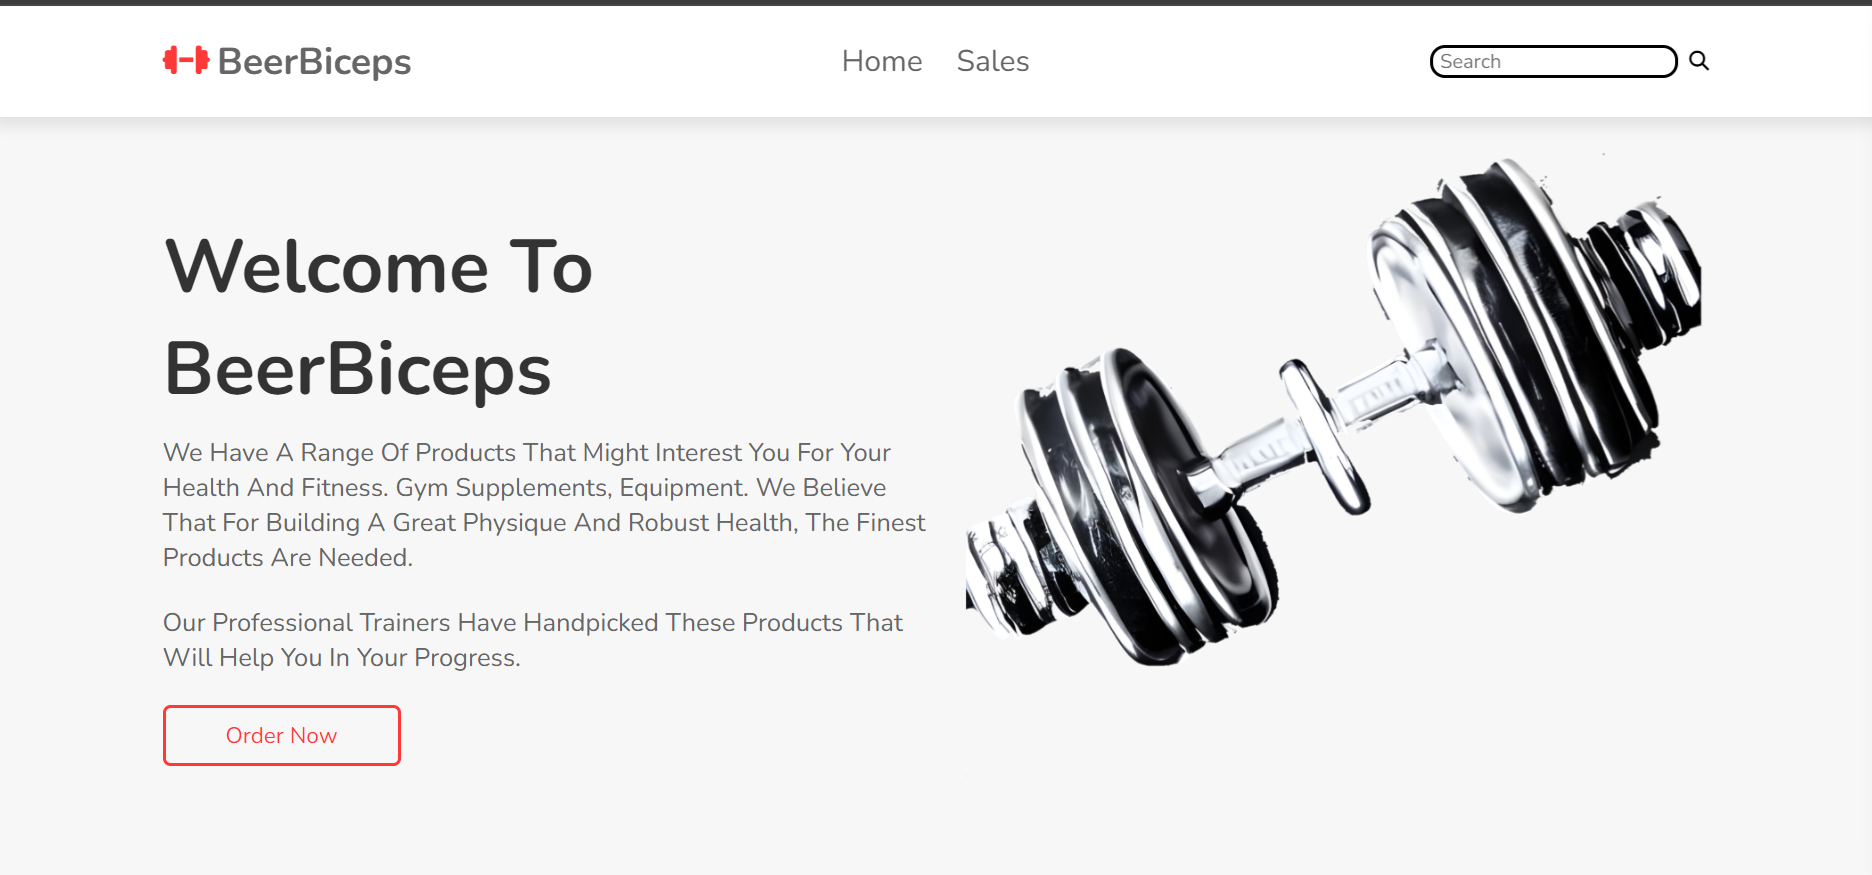 BeerBiceps
Home Sales
Search
Welcome To
BeerBiceps
We Have A Range Of Products That Might Interest You For Your
Health And Fitness. Gym Supplements, Equipment. We Believe
That For Building A Great Physique And Robust Health, The Finest
Products Are Needed.
Our Professional Trainers Have Handpicked These Products That
Will Help You In Your Progress.
Order Now